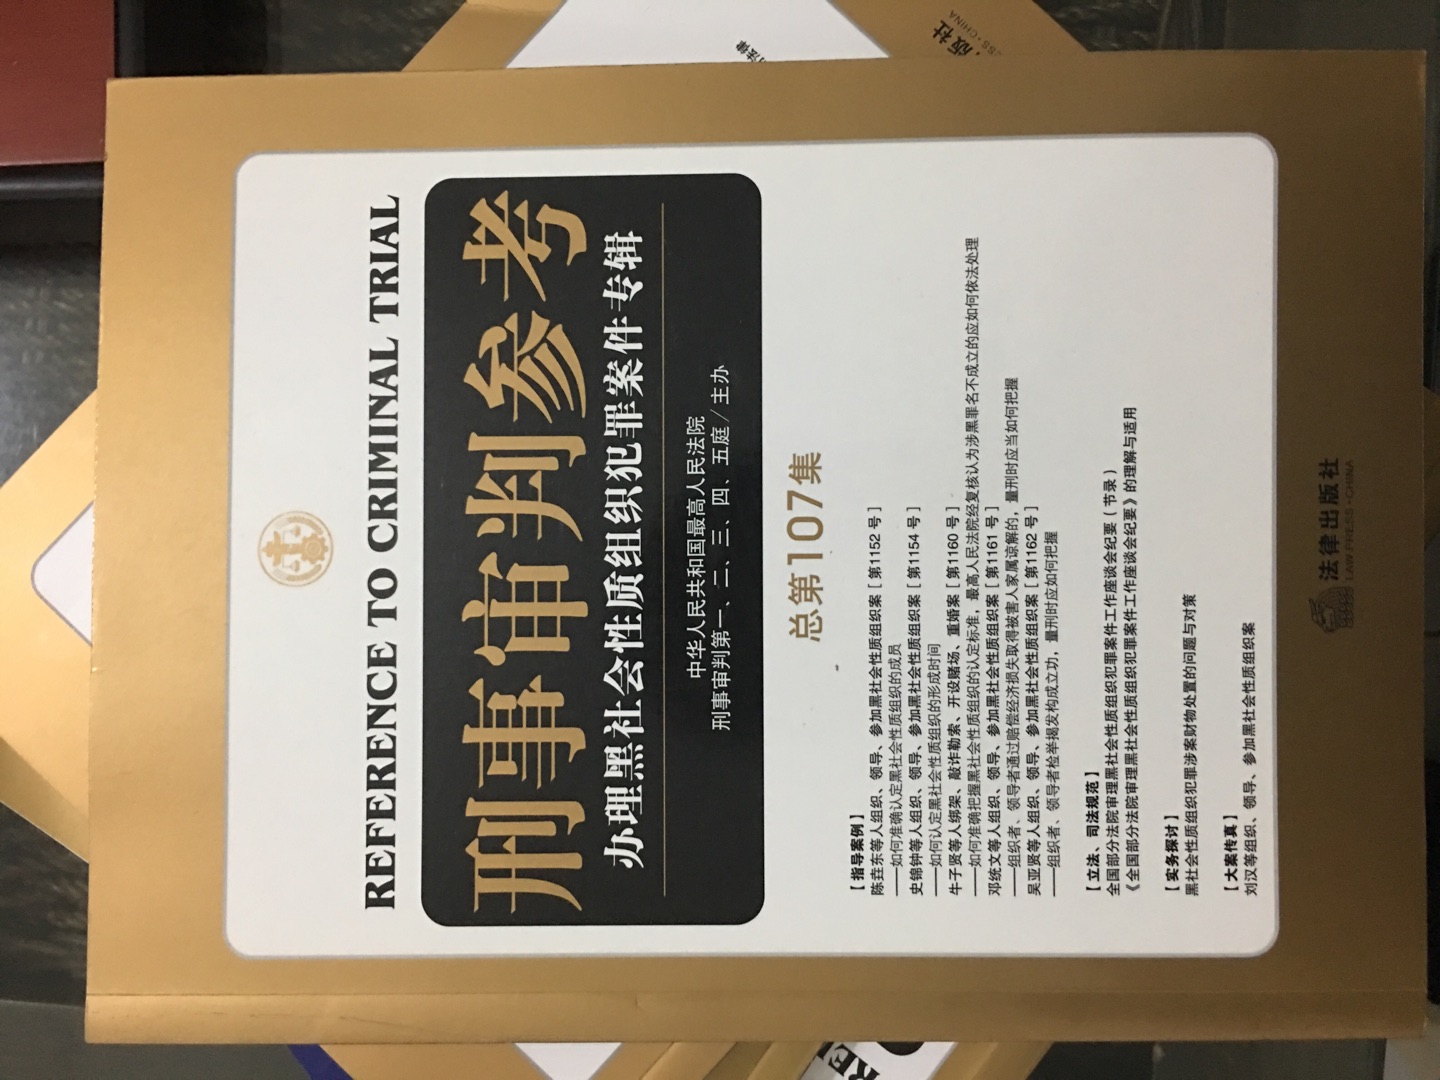 REFERENCE TO CRIMINAL TRIAL
刑事审判参考
办理黑社会性质组织犯罪案件专辑
中华人民共和国最高人民法院
刑事审判第一、二、三、四、五庭/主办
总第107集
[指导案例]
陈垚东等人组织、领导、参加黑社会性质组织案[第1152号]
——如何准确认定黑社会性质组织的成员
史锦钟等人组织、领导、参加黑社会性质组织案[第1154号]
——如何认定黑社会性质组织的形成时间
牛子贤等人绑架、敲诈勒索、开设赌场、重婚案[第1160号]
——如何准确把握黑社会性质组织的认定标准，最高人民法院经复核认为涉黑罪名不成立的应如何依法处理
邓统文等人组织、领导、参加黑社会性质组织案[第1161号]
——组织者、领导者通过赔偿经济损失取得被害人家属谅解的，量刑时应当如何把握
吴亚贤等人组织、领导、参加黑社会性质组织案[第1162号]
——组织者、领导者检举揭发构成立功，量刑时应如何把握
[立法、司法规范]
全国部分法院审理黑社会性质组织犯罪案件工作座谈会纪要（节录）
《全国部分法院审理黑社会性质组织犯罪案件工作座谈会纪要》的理解与适用
[实务探讨]
黑社会性质组织犯罪涉案财物处置的问题与对策
[大案传真]
刘汉等组织、领导、参加黑社会性质组织案
法律出版社
LAW PRESS·CHINA
版社
SS·CHINA
法律
RE